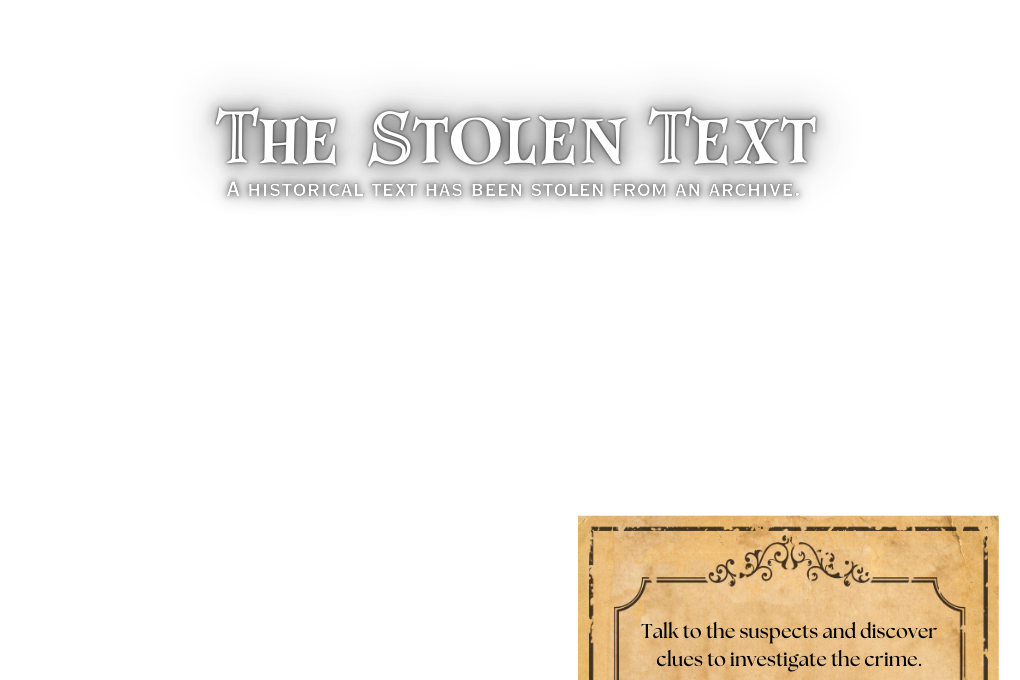 The Stolen Text
A historical text has been stolen from an archive.
Talk to the suspects and discover
clues to investigate the crime.